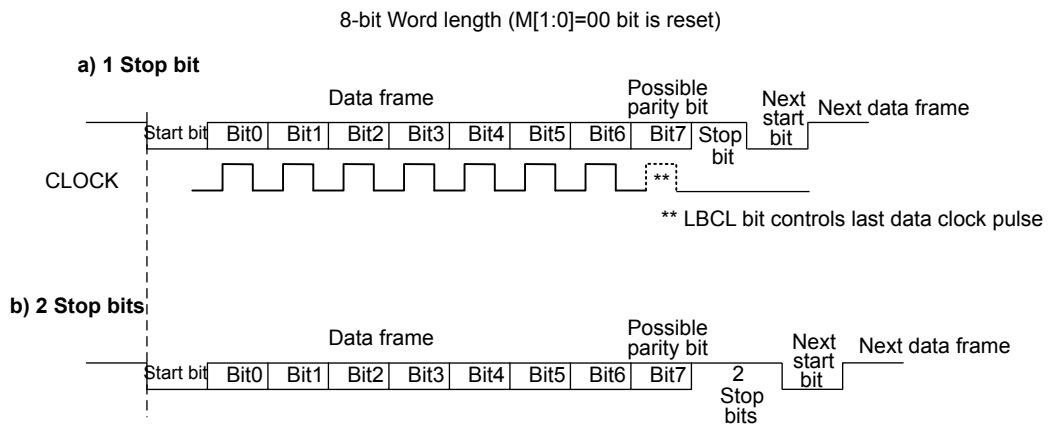 8-bit Word length (M[1:0]=00 bit is reset)
a) 1 Stop bit
Data frame
Possible
parity bit
Next
start
bit
Next data frame
Start bit Bit0 Bit1 Bit2 Bit3 Bit4 Bit5 Bit6 Bit7 Stop
bit
CLOCK
**
** LBCL bit controls last data clock pulse
b) 2 Stop bits
Data frame
Possible
parity bit
Next
start
bit
Next data frame
Start bit Bit0 Bit1 Bit2 Bit3 Bit4 Bit5 Bit6 Bit7 2
Stop
bits